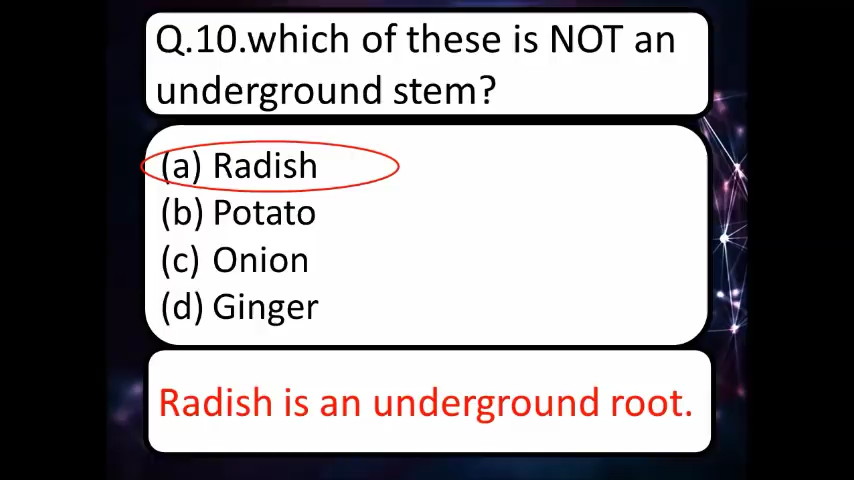 Q.10.which of these is NOT an
underground stem?
(a) Radish
(b) Potato
(c) Onion
(d) Ginger
Radish is an underground root.